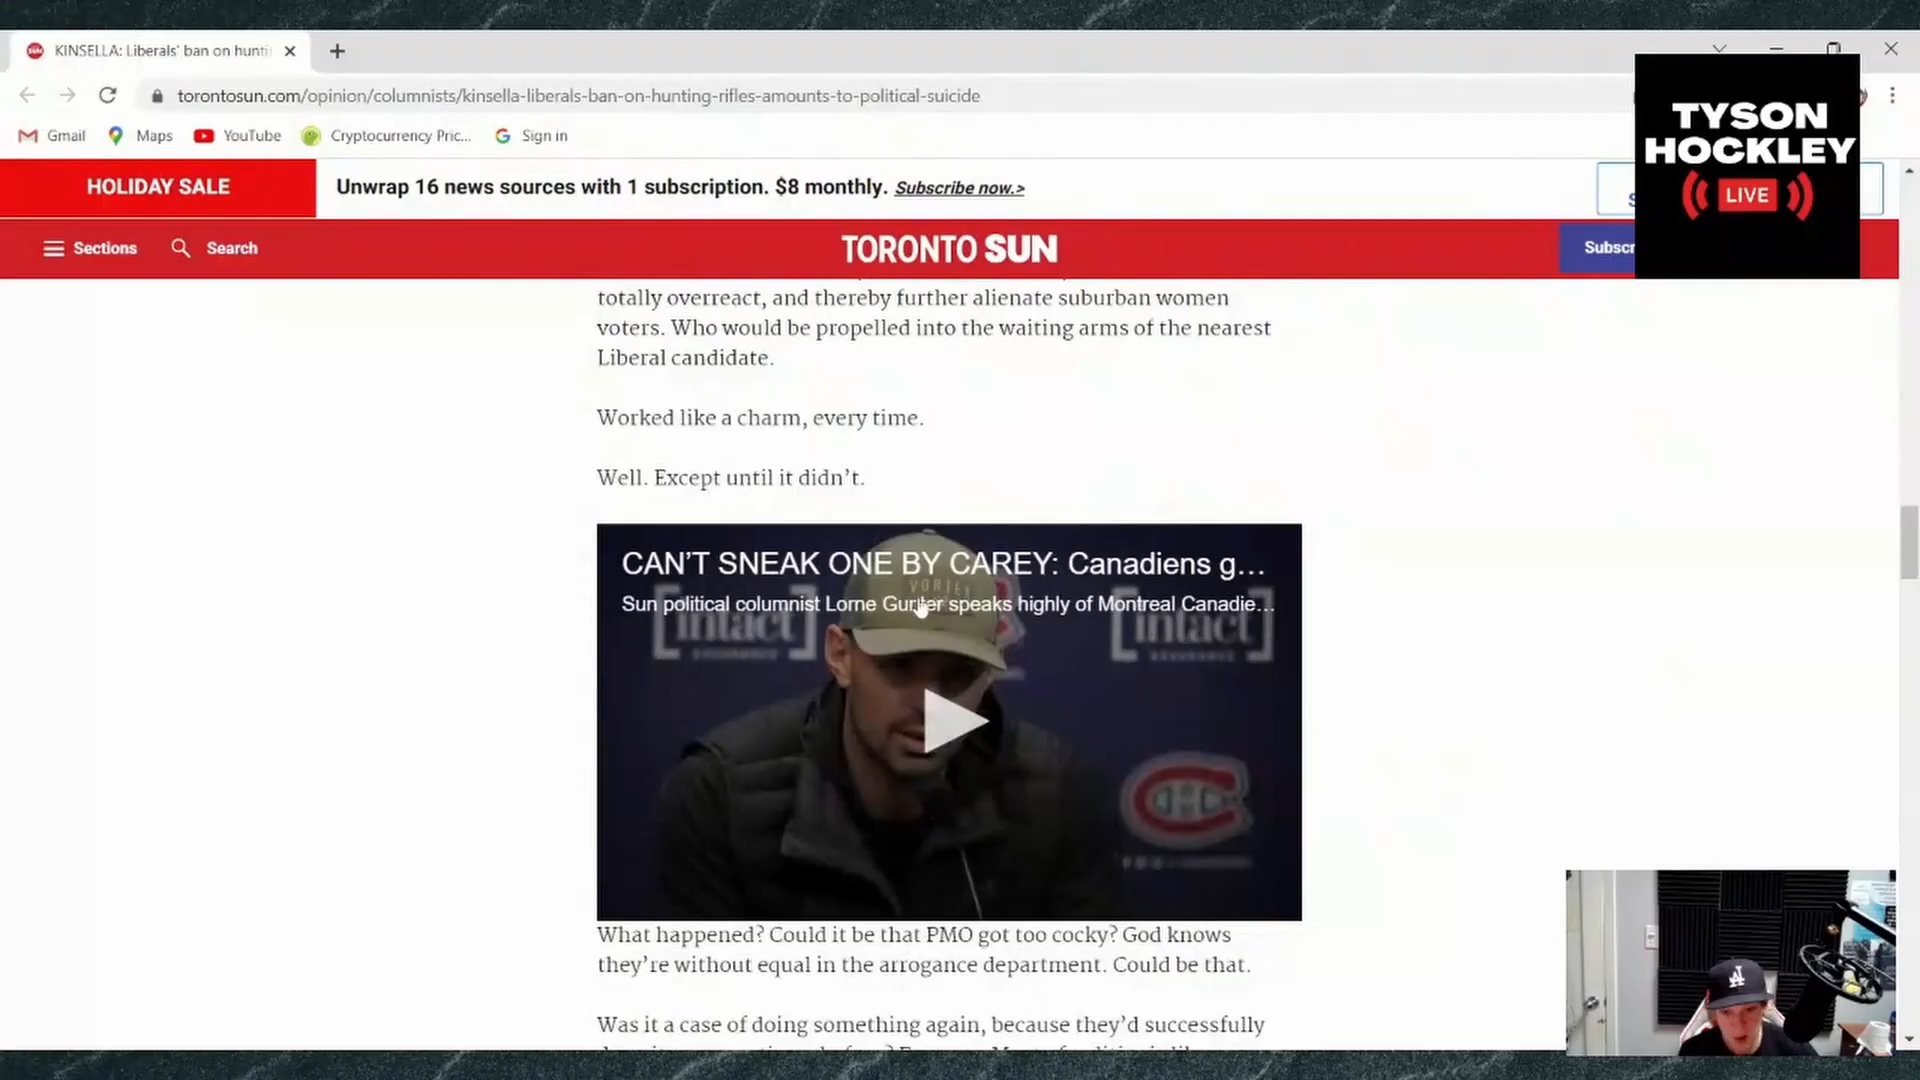 KINSELLA: Liberals' ban on hunti
torontosun.com/opinion/columnists/kinsella-liberals-ban-on-hunting-rifles-amounts-to-political-suicide
Gmail Maps YouTube Cryptocurrency Pric... Sign in
TYSON
HOCKLEY
LIVE
HOLIDAY SALE Unwrap 16 news sources with 1 subscription. $8 monthly. Subscribe now.>
Sections Search TORONTO SUN Subscr
totally overreact, and thereby further alienate suburban women
voters. Who would be propelled into the waiting arms of the nearest
Liberal candidate.
Worked like a charm, every time.
Well. Except until it didn't.
CAN'T SNEAK ONE BY CAREY: Canadiens g...
Sun political columnist Lorne Gunter speaks highly of Montreal Canadie...
[intact] [intact]
What happened? Could it be that PMO got too cocky? God knows
they're without equal in the arrogance department. Could be that.
Was it a case of doing something again, because they'd successfully